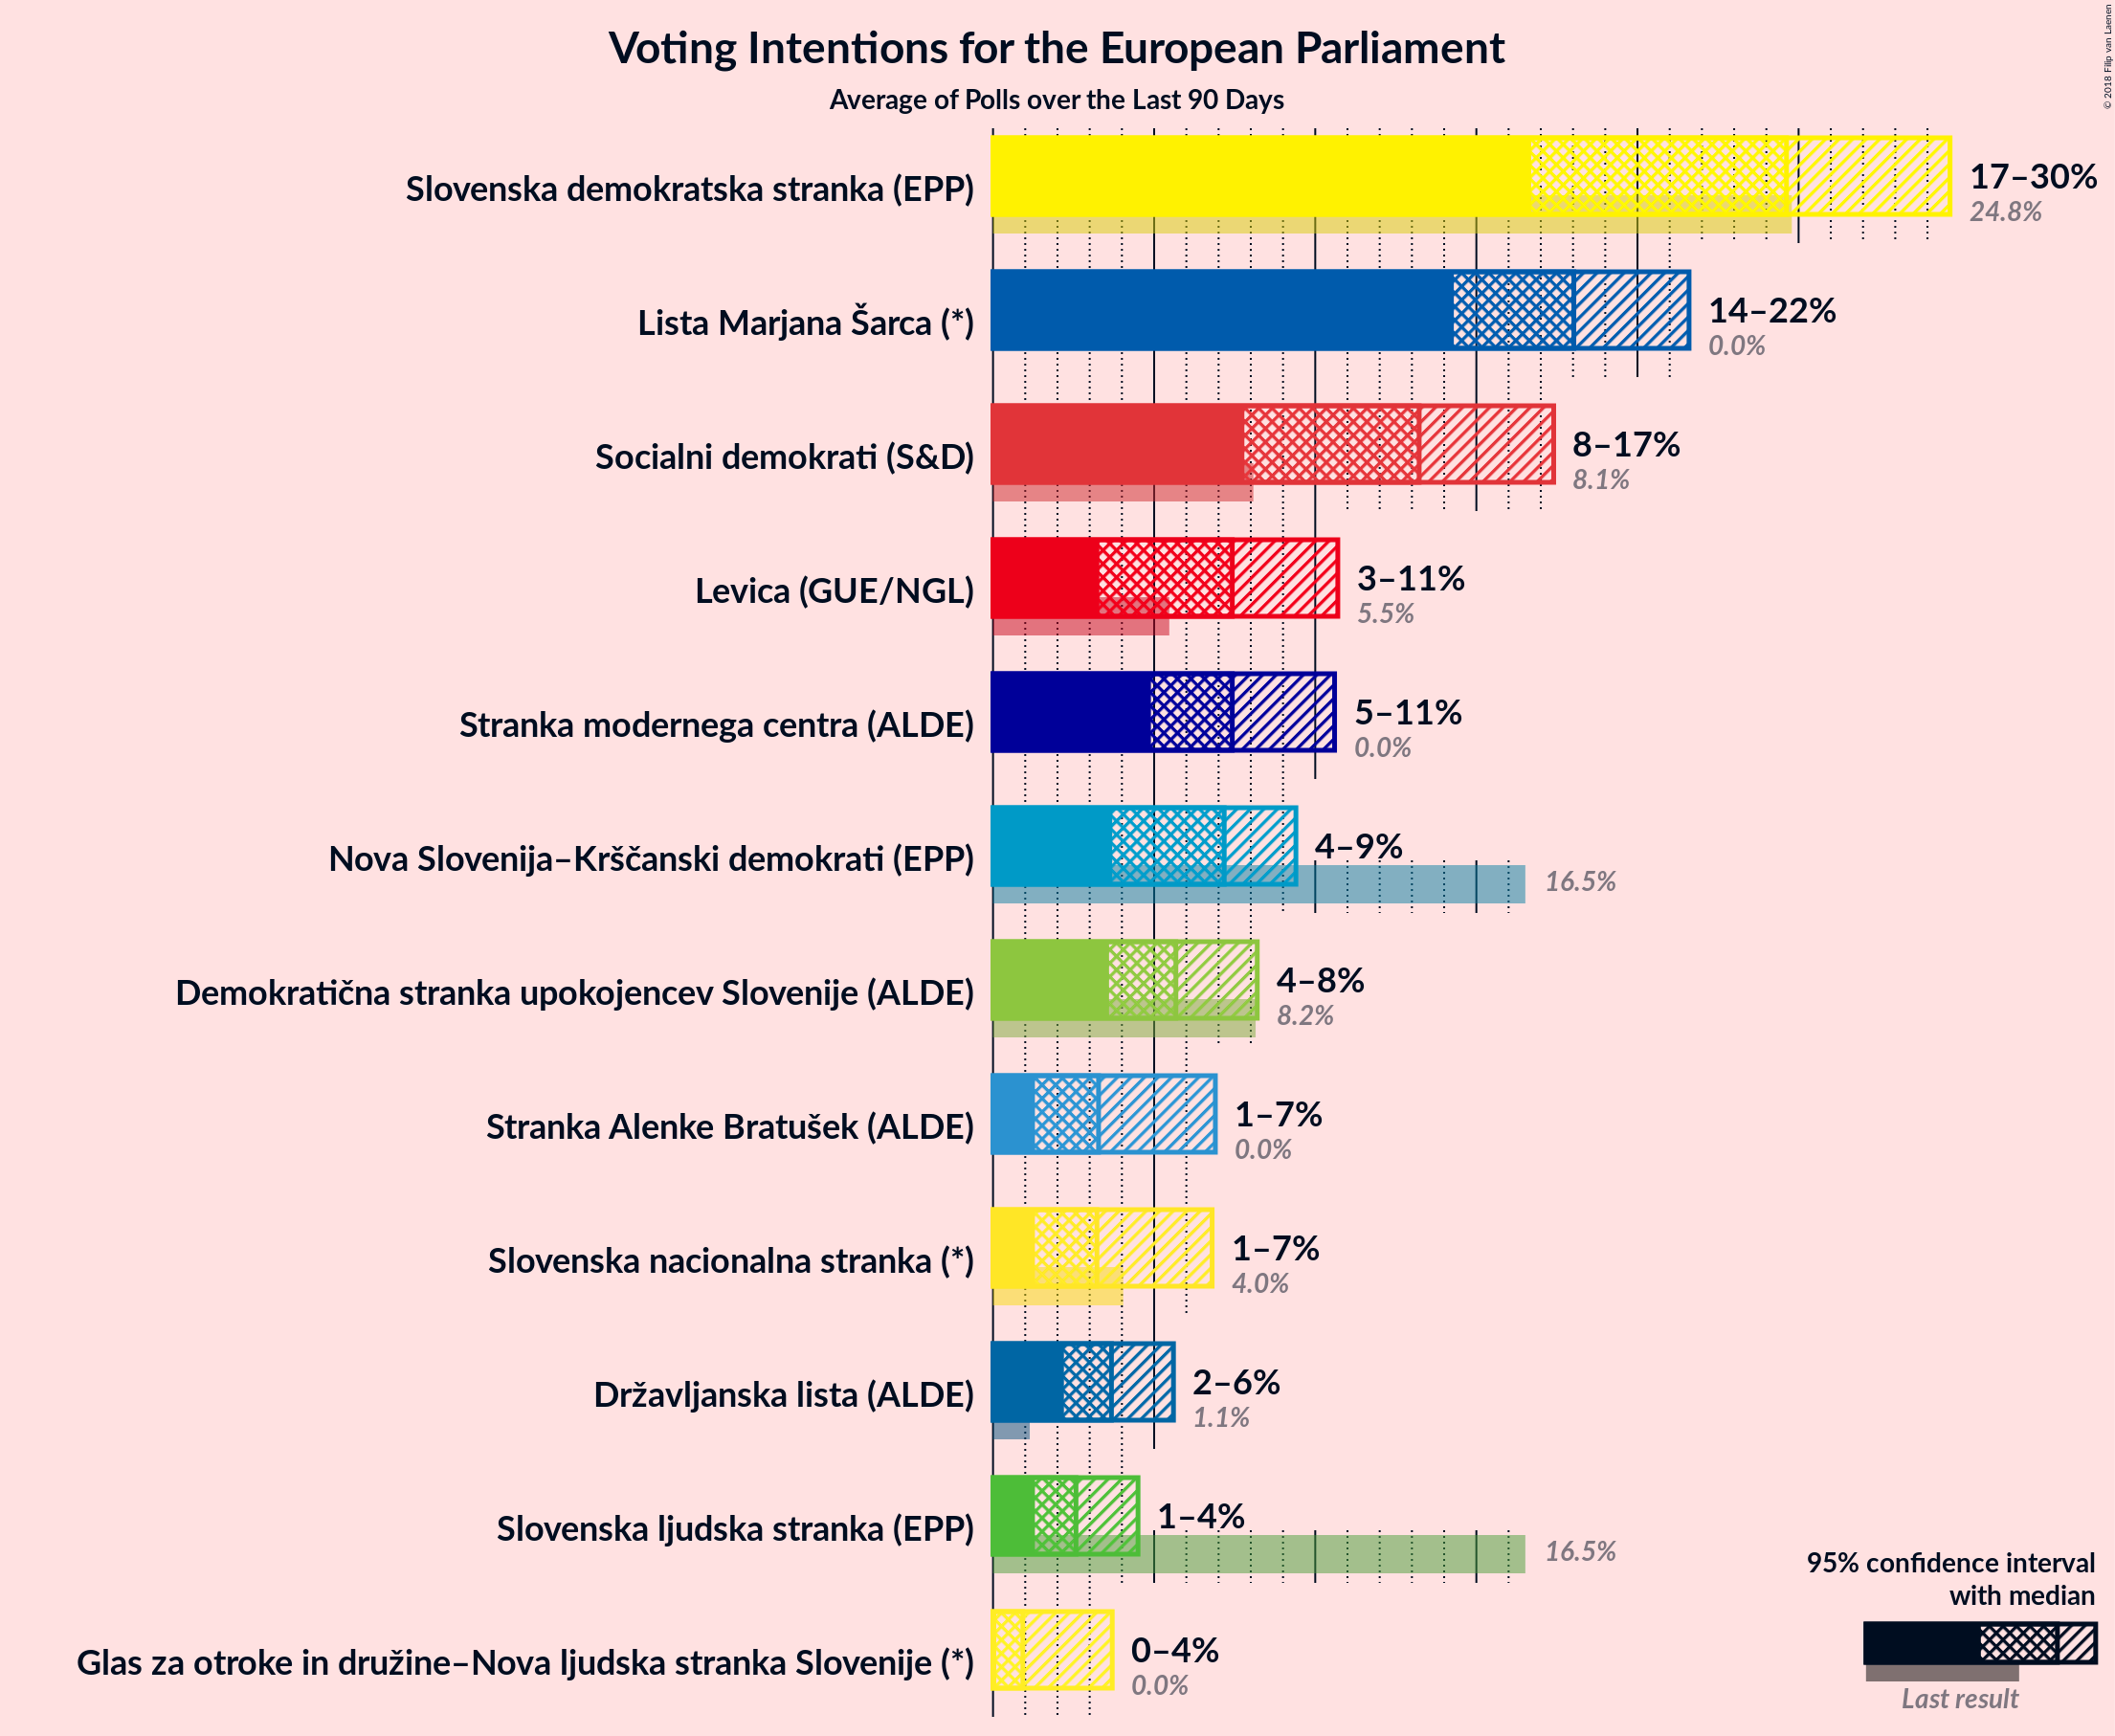 Voting Intentions for the European Parliament
Average of Polls over the Last 90 Days
© 2018 Filip van Laenen
Slovenska demokratska stranka (EPP)
17–30%
24.8%
Lista Marjana Šarca (*)
14–22%
0.0%
Socialni demokrati (S&D)
8–17%
8.1%
Levica (GUE/NGL)
3–11%
5.5%
Stranka modernega centra (ALDE)
5–11%
0.0%
Nova Slovenija–Krščanski demokrati (EPP)
4–9%
16.5%
Demokratična stranka upokojencev Slovenije (ALDE)
4–8%
8.2%
Stranka Alenke Bratušek (ALDE)
1–7%
0.0%
Slovenska nacionalna stranka (*)
1–7%
4.0%
Državljanska lista (ALDE)
2–6%
1.1%
Slovenska ljudska stranka (EPP)
1–4%
16.5%
Glas za otroke in družine–Nova ljudska stranka Slovenije (*)
0–4%
0.0%
95% confidence interval
with median
Last result